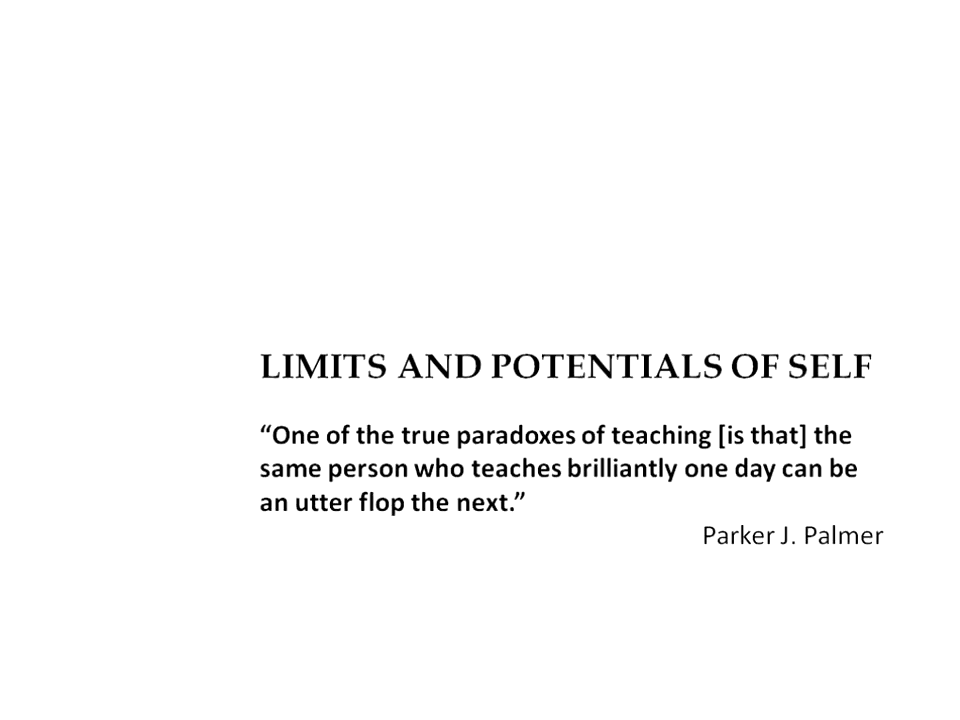 LIMITS AND POTENTIALS OF SELF
“One of the true paradoxes of teaching [is that] the
same person who teaches brilliantly one day can be
an utter flop the next.”
Parker J. Palmer